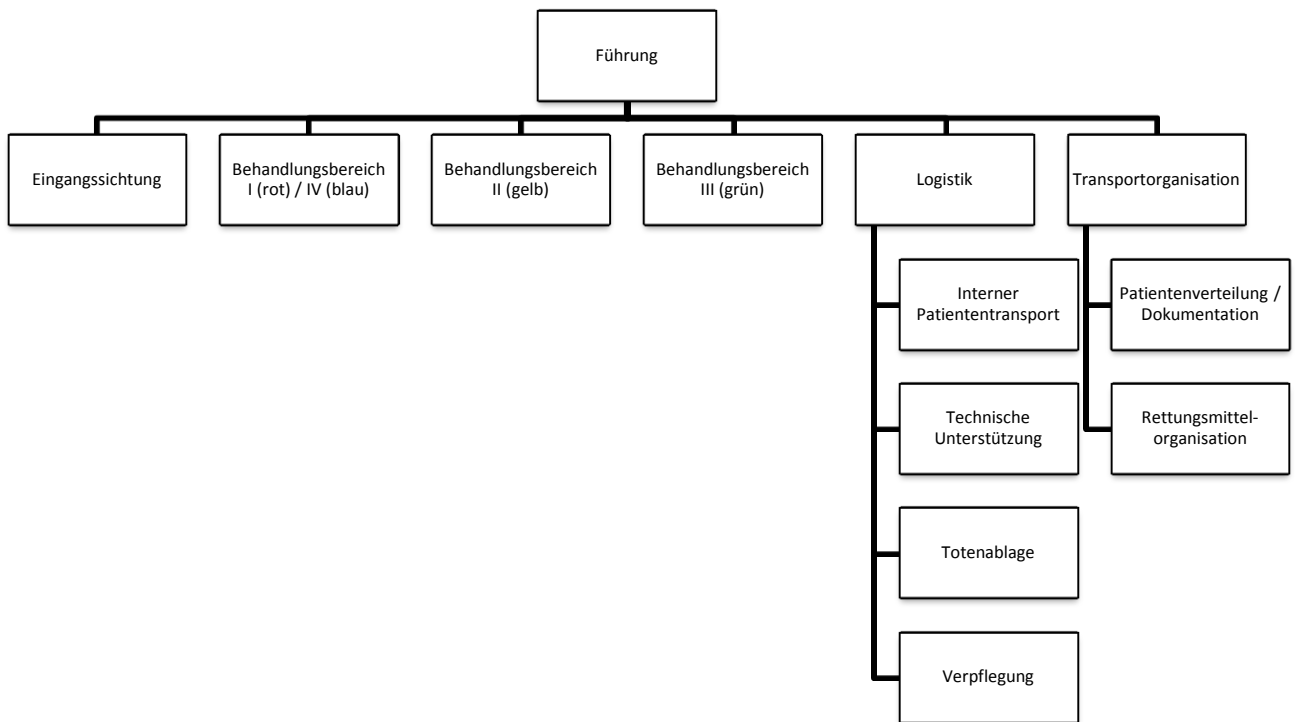 Führung
Eingangssichtung
Behandlungsbereich
I (rot) / IV (blau)
Behandlungsbereich
II (gelb)
Behandlungsbereich
III (grün)
Logistik
Transportorganisation
Interner
Patiententransport
Patientenverteilung /
Dokumentation
Technische
Unterstützung
Rettungsmittel-
organisation
Totenablage
Verpflegung